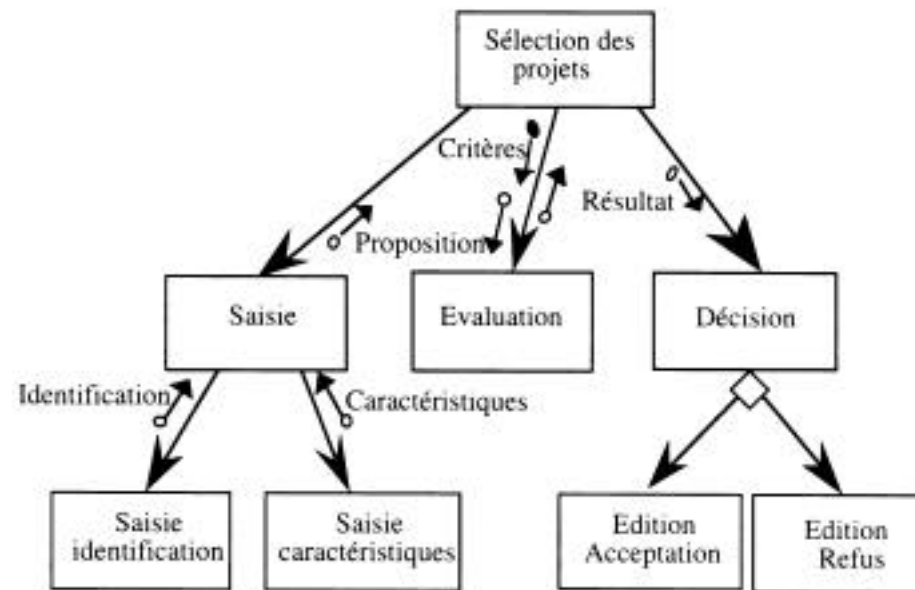 Sélection des
projets
Critères
Résultat
Proposition
Saisie
Evaluation
Décision
Identification
Caractéristiques
Saisie
identification
Saisie
caractéristiques
Edition
Acceptation
Edition
Refus